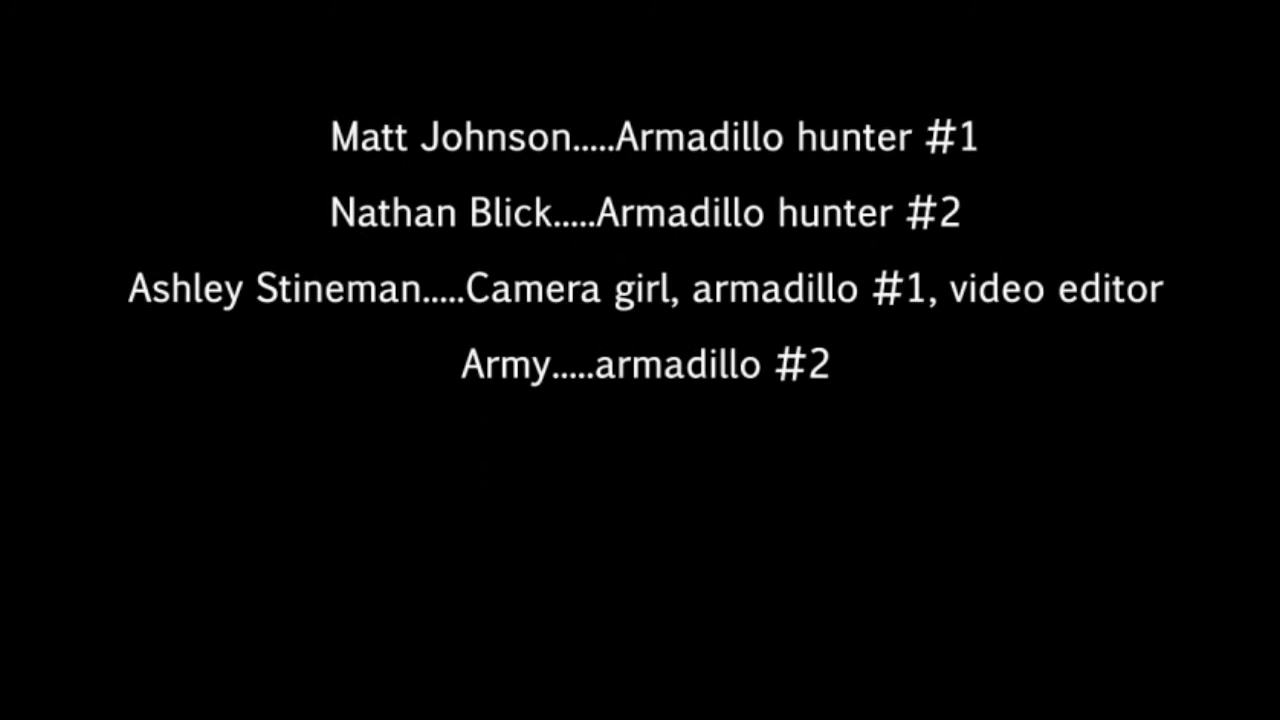 Matt Johnson.....Armadillo hunter #1
Nathan Blick.....Armadillo hunter #2
Ashley Stineman.....Camera girl, armadillo #1, video editor
Army.....armadillo #2